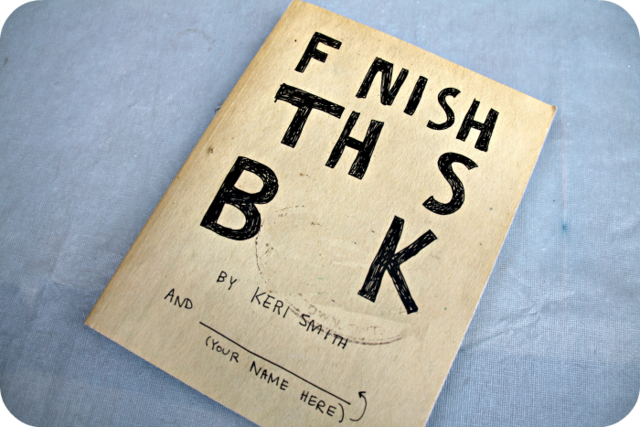 F NISH
TH S
B K
BY KERI SMITH
AND
(YOUR NAME HERE)